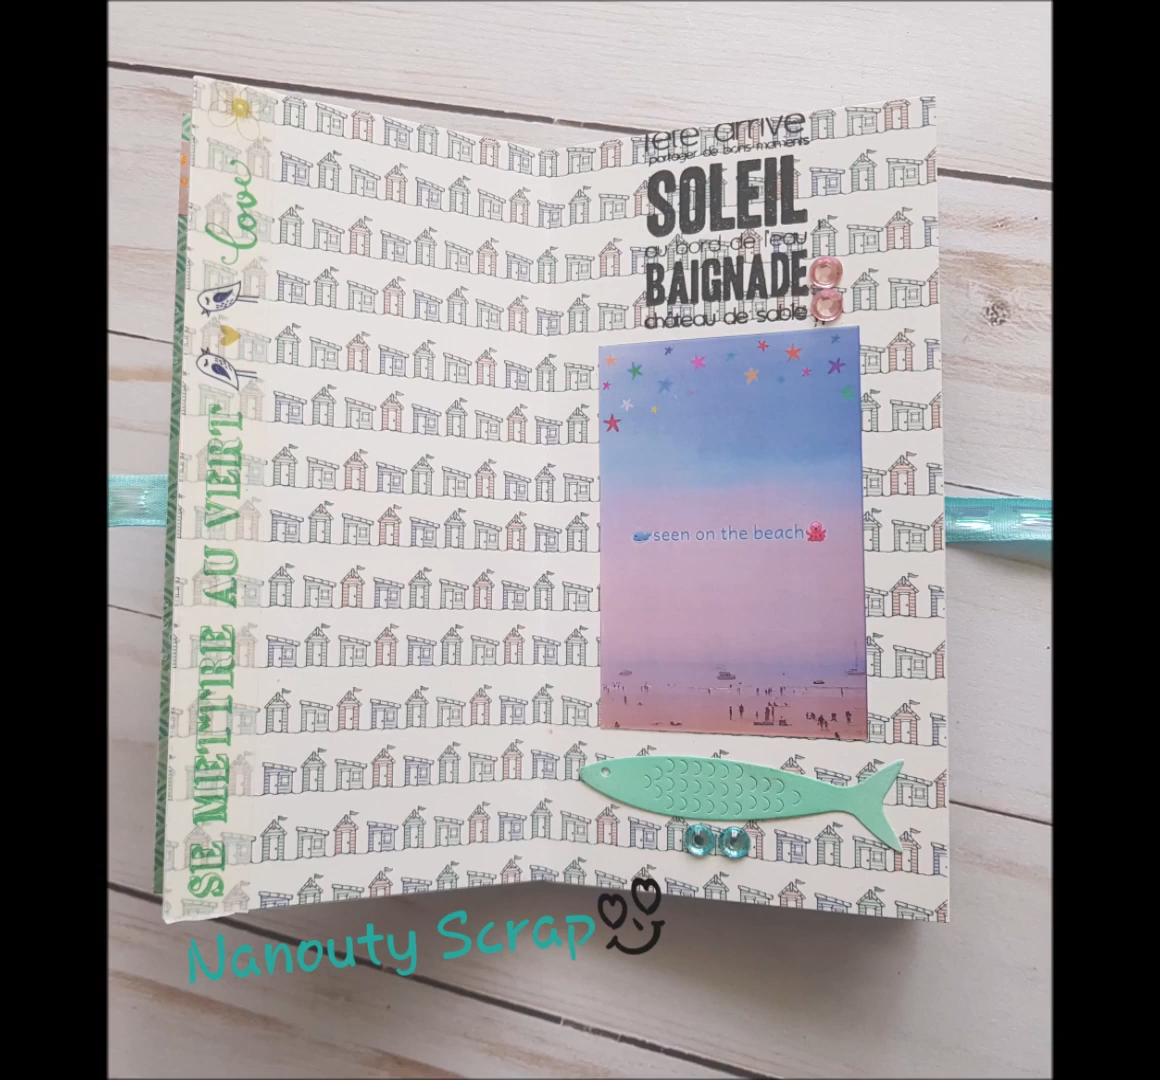 love
SE METTRE AU VERT
l'été arrive
partager de bons moments
SOLEIL
au bord de l'eau
BAIGNADE
château de sable
seen on the beach
Nanouty Scrap